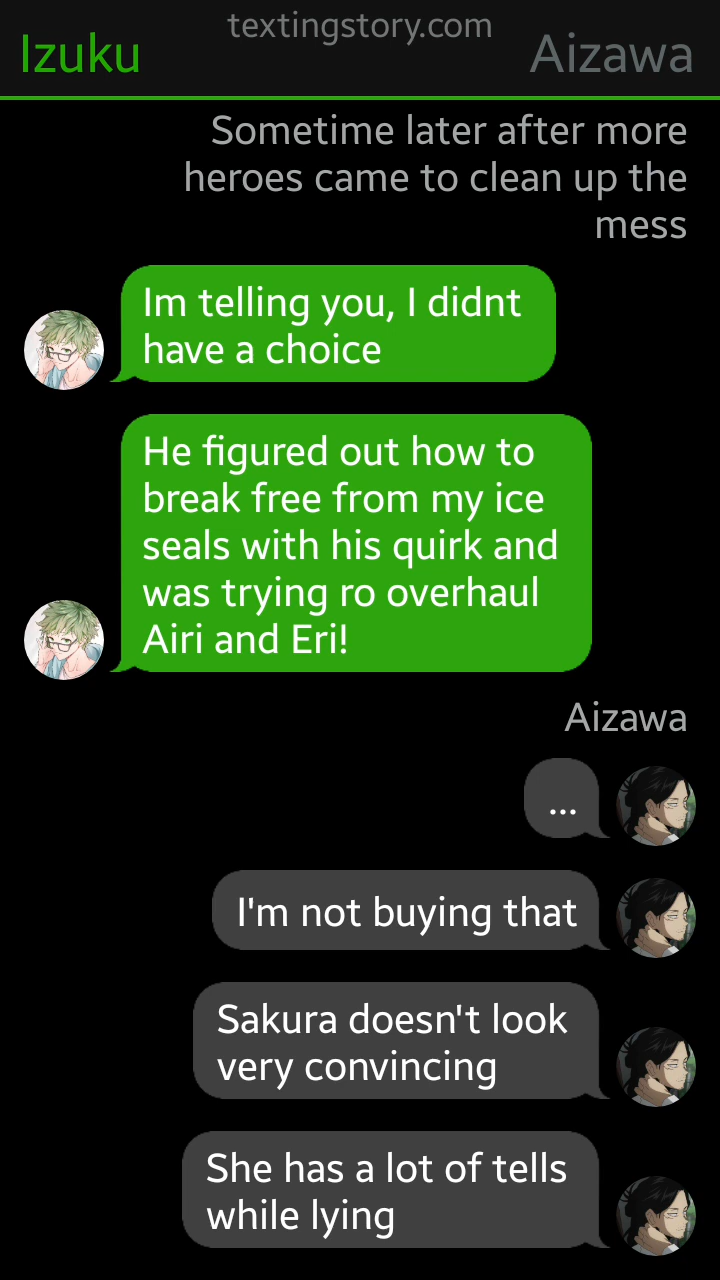 textingstory.com
Izuku
Aizawa
Sometime later after more
heroes came to clean up the
mess
Im telling you, I didnt
have a choice
He figured out how to
break free from my ice
seals with his quirk and
was trying ro overhaul
Airi and Eri!
Aizawa
...
I'm not buying that
Sakura doesn't look
very convincing
She has a lot of tells
while lying